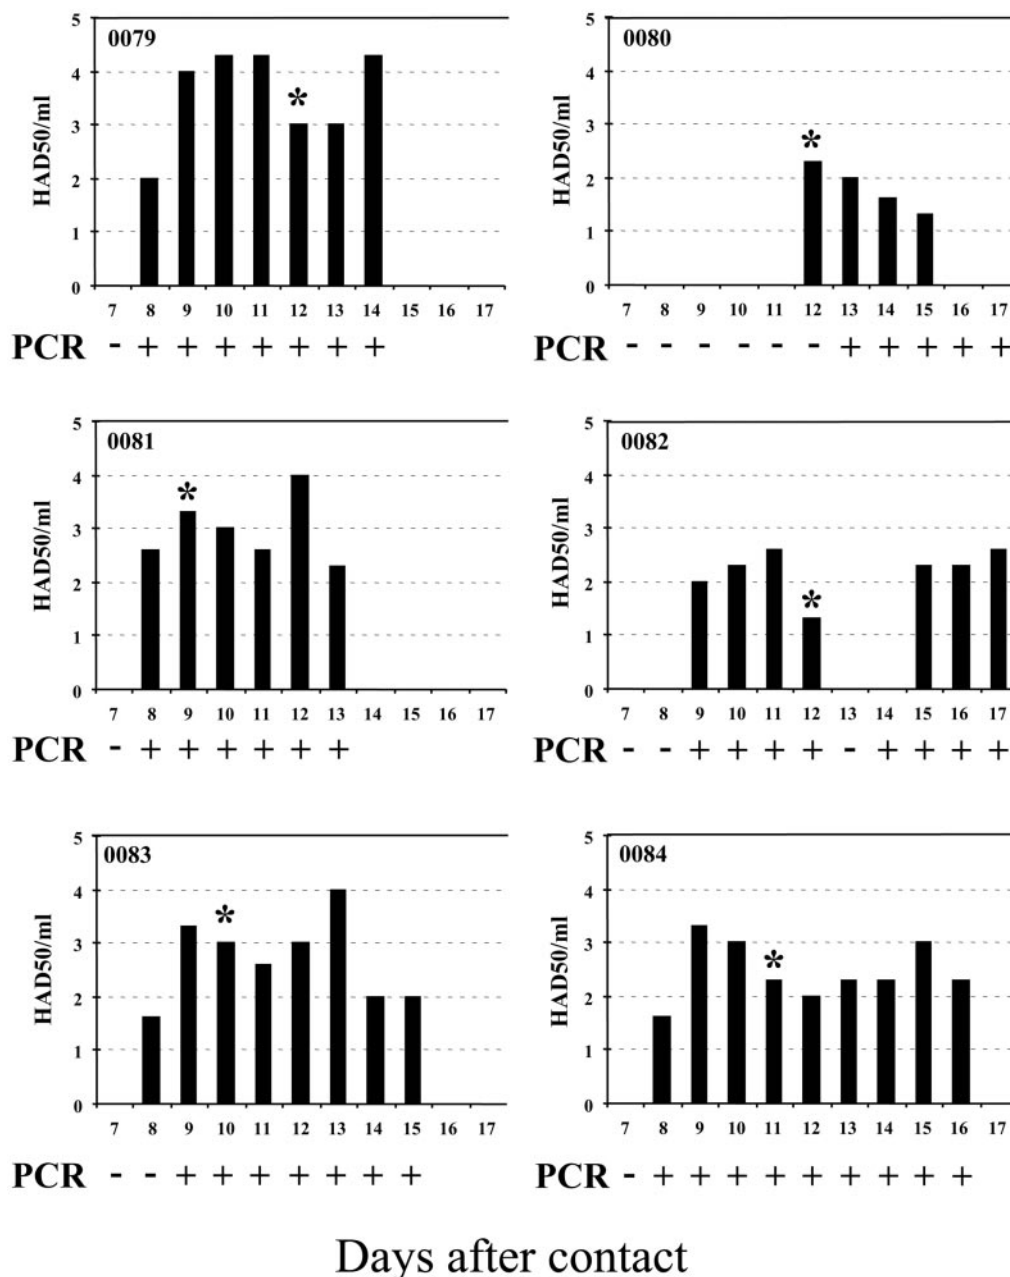 0079
HAD50/ml
5
4
3
2
1
0
7 8 9 10 11 12 13 14 15 16 17
*
PCR - + + + + + + +
0080
HAD50/ml
5
4
3
2
1
0
7 8 9 10 11 12 13 14 15 16 17
*
PCR - - - - - - + + + + +
0081
HAD50/ml
5
4
3
2
1
0
7 8 9 10 11 12 13 14 15 16 17
*
PCR - + + + + + +
0082
HAD50/ml
5
4
3
2
1
0
7 8 9 10 11 12 13 14 15 16 17
*
PCR - - + + + + - + + + +
0083
HAD50/ml
5
4
3
2
1
0
7 8 9 10 11 12 13 14 15 16 17
*
PCR - - + + + + + + +
0084
HAD50/ml
5
4
3
2
1
0
7 8 9 10 11 12 13 14 15 16 17
*
PCR - + + + + + + + + +
Days after contact